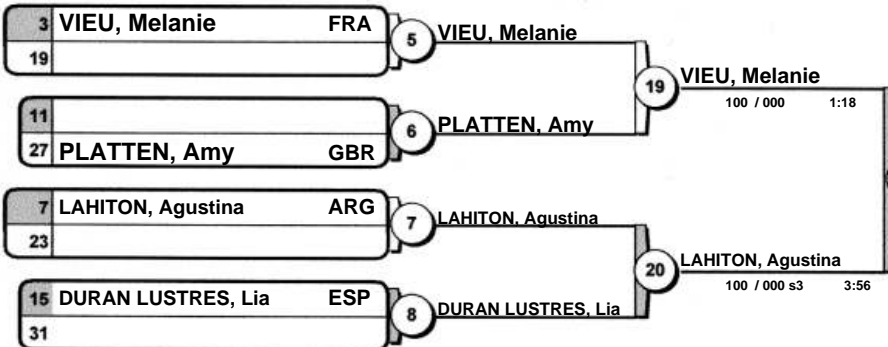 3 VIEU, Melanie FRA
19
5 VIEU, Melanie
11
27 PLATTEN, Amy GBR
6 PLATTEN, Amy
19 VIEU, Melanie
100 / 000 1:18
7 LAHITON, Agustina ARG
23
7 LAHITON, Agustina
15 DURAN LUSTRES, Lia ESP
31
8 DURAN LUSTRES, Lia
20 LAHITON, Agustina
100 / 000 s3 3:56